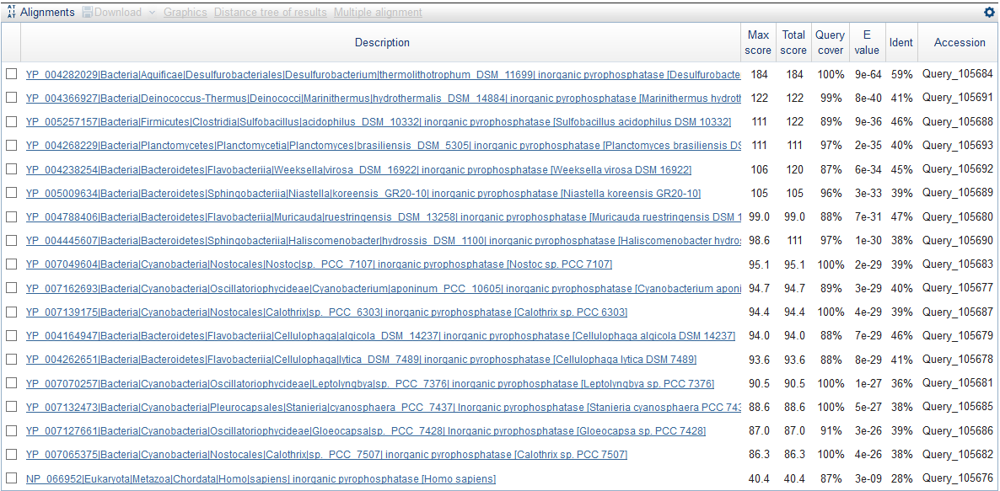 Alignments Download Graphics Distance tree of results Multiple alignment
Description Max score Total score Query cover E value Ident Accession
YP_004282029|Bacteria|Aquificae|Desulfurobacteriales|Desulfurobacterium|thermolithotrophum_DSM_11699| inorganic pyrophosphatase [Desulfurobacte 184 184 100% 9e-64 59% Query_105684
YP_004366927|Bacteria|Deinococcus-Thermus|Deinococci|Marinithermus|hydrothermalis_DSM_14884| inorganic pyrophosphatase [Marinithermus hydroth 122 122 99% 8e-40 41% Query_105691
YP_005257157|Bacteria|Firmicutes|Clostridia|Sulfobacillus|acidophilus_DSM_10332| inorganic pyrophosphatase [Sulfobacillus acidophilus DSM 10332] 111 122 89% 9e-36 46% Query_105688
YP_004268229|Bacteria|Planctomycetes|Planctomycetia|Planctomyces|brasiliensis_DSM_5305| inorganic pyrophosphatase [Planctomyces brasiliensis DS 111 111 97% 2e-35 40% Query_105693
YP_004238254|Bacteria|Bacteroidetes|Flavobacteriia|Weeksella|virosa_DSM_16922| inorganic pyrophosphatase [Weeksella virosa DSM 16922] 106 120 87% 6e-34 45% Query_105692
YP_005009634|Bacteria|Bacteroidetes|Sphingobacteriia|Niastella|koreensis_GR20-10| inorganic pyrophosphatase [Niastella koreensis GR20-10] 105 105 96% 3e-33 39% Query_105689
YP_004788406|Bacteria|Bacteroidetes|Flavobacteriia|Muricauda|ruestringensis_DSM_13258| inorganic pyrophosphatase [Muricauda ruestringensis DSM 1 99.0 99.0 88% 7e-31 47% Query_105680
YP_004445607|Bacteria|Bacteroidetes|Sphingobacteriia|Haliscomenobacter|hydrossis_DSM_1100| inorganic pyrophosphatase [Haliscomenobacter hydros 98.6 111 97% 1e-30 38% Query_105690
YP_007049604|Bacteria|Cyanobacteria|Nostocales|Nostoc|sp._PCC_7107| inorganic pyrophosphatase [Nostoc sp. PCC 7107] 95.1 95.1 100% 2e-29 39% Query_105683
YP_007162693|Bacteria|Cyanobacteria|Oscillatoriophycideae|Cyanobacterium|aponinum_PCC_10605| inorganic pyrophosphatase [Cyanobacterium aponi 94.7 94.7 89% 3e-29 40% Query_105677
YP_007139175|Bacteria|Cyanobacteria|Nostocales|Calothrix|sp._PCC_6303| inorganic pyrophosphatase [Calothrix sp. PCC 6303] 94.4 94.4 100% 4e-29 39% Query_105687
YP_004164947|Bacteria|Bacteroidetes|Flavobacteriia|Cellulophaga|algicola_DSM_14237| inorganic pyrophosphatase [Cellulophaga algicola DSM 14237] 94.0 94.0 88% 7e-29 46% Query_105679
YP_004262651|Bacteria|Bacteroidetes|Flavobacteriia|Cellulophaga|lytica_DSM_7489| inorganic pyrophosphatase [Cellulophaga lytica DSM 7489] 93.6 93.6 88% 8e-29 41% Query_105678
YP_007070257|Bacteria|Cyanobacteria|Oscillatoriophycideae|Leptolyngbya|sp._PCC_7376| inorganic pyrophosphatase [Leptolyngbya sp. PCC 7376] 90.5 90.5 100% 1e-27 36% Query_105681
YP_007132473|Bacteria|Cyanobacteria|Pleurocapsales|Stanieria|cyanosphaera_PCC_7437| Inorganic pyrophosphatase [Stanieria cyanosphaera PCC 743 88.6 88.6 100% 5e-27 38% Query_105685
YP_007127661|Bacteria|Cyanobacteria|Oscillatoriophycideae|Gloeocapsa|sp._PCC_7428| Inorganic pyrophosphatase [Gloeocapsa sp. PCC 7428] 87.0 87.0 91% 3e-26 39% Query_105686
YP_007065375|Bacteria|Cyanobacteria|Nostocales|Calothrix|sp._PCC_7507| inorganic pyrophosphatase [Calothrix sp. PCC 7507] 86.3 86.3 100% 4e-26 38% Query_105682
NP_066952|Eukaryota|Metazoa|Chordata|Homo|sapiens| inorganic pyrophosphatase [Homo sapiens] 40.4 40.4 87% 3e-09 28% Query_105676